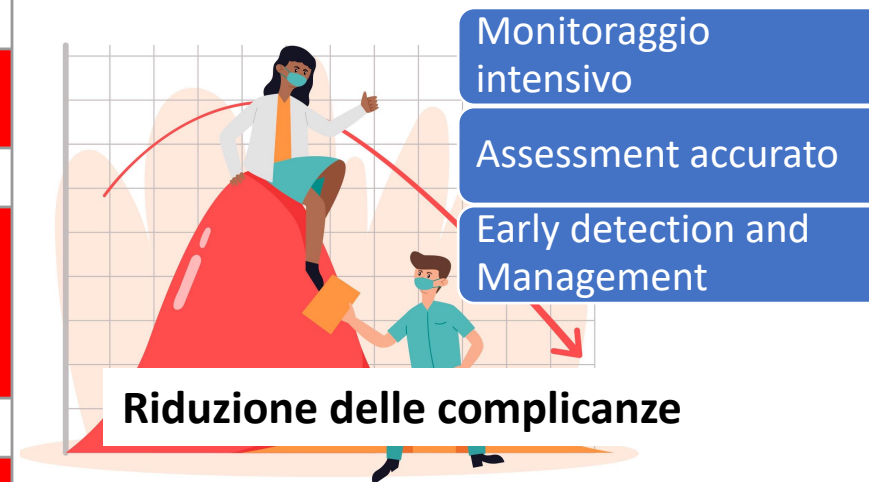 Monitoraggio
intensivo
Assessment accurato
Early detection and
Management
Riduzione delle complicanze